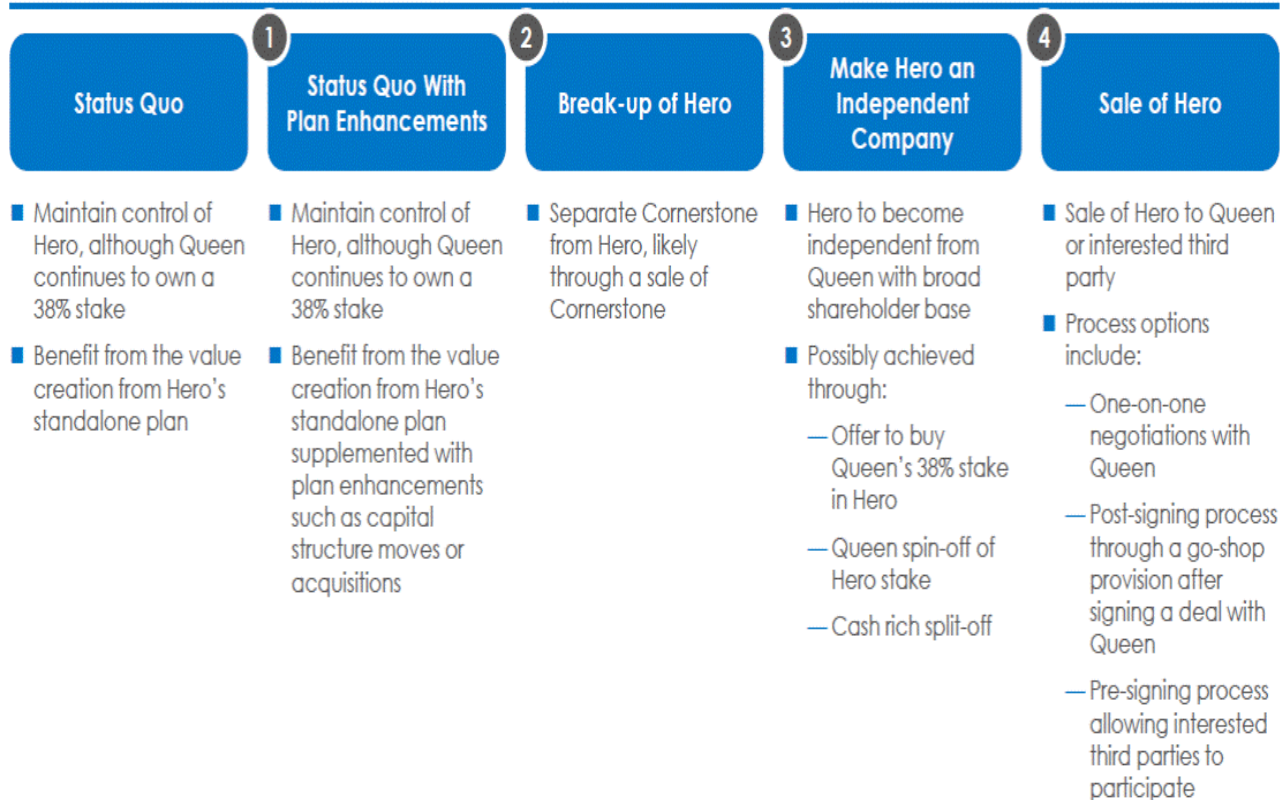 Status Quo
■ Maintain control of
Hero, although Queen
continues to own a
38% stake
■ Benefit from the value
creation from Hero's
standalone plan
1
Status Quo With
Plan Enhancements
■ Maintain control of
Hero, although Queen
continues to own a
38% stake
■ Benefit from the value
creation from Hero's
standalone plan
supplemented with
plan enhancements
such as capital
structure moves or
acquisitions
2
Break-up of Hero
■ Separate Cornerstone
from Hero, likely
through a sale of
Cornerstone
3
Make Hero an
Independent
Company
■ Hero to become
independent from
Queen with broad
shareholder base
■ Possibly achieved
through:
— Offer to buy
Queen's 38% stake
in Hero
— Queen spin-off of
Hero stake
— Cash rich split-off
4
Sale of Hero
■ Sale of Hero to Queen
or interested third
party
■ Process options
include:
— One-on-one
negotiations with
Queen
— Post-signing process
through a go-shop
provision after
signing a deal with
Queen
— Pre-signing process
allowing interested
third parties to
participate